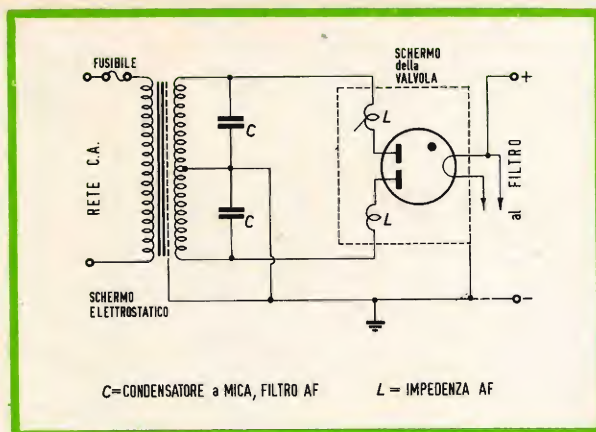 FUSIBILE
SCHERMO
della
VALVOLA
L
C
RETE C.A.
C
L
+
al FILTRO
SCHERMO
ELETTROSTATICO
-
C=CONDENSATORE a MICA, FILTRO AF
L = IMPEDENZA AF